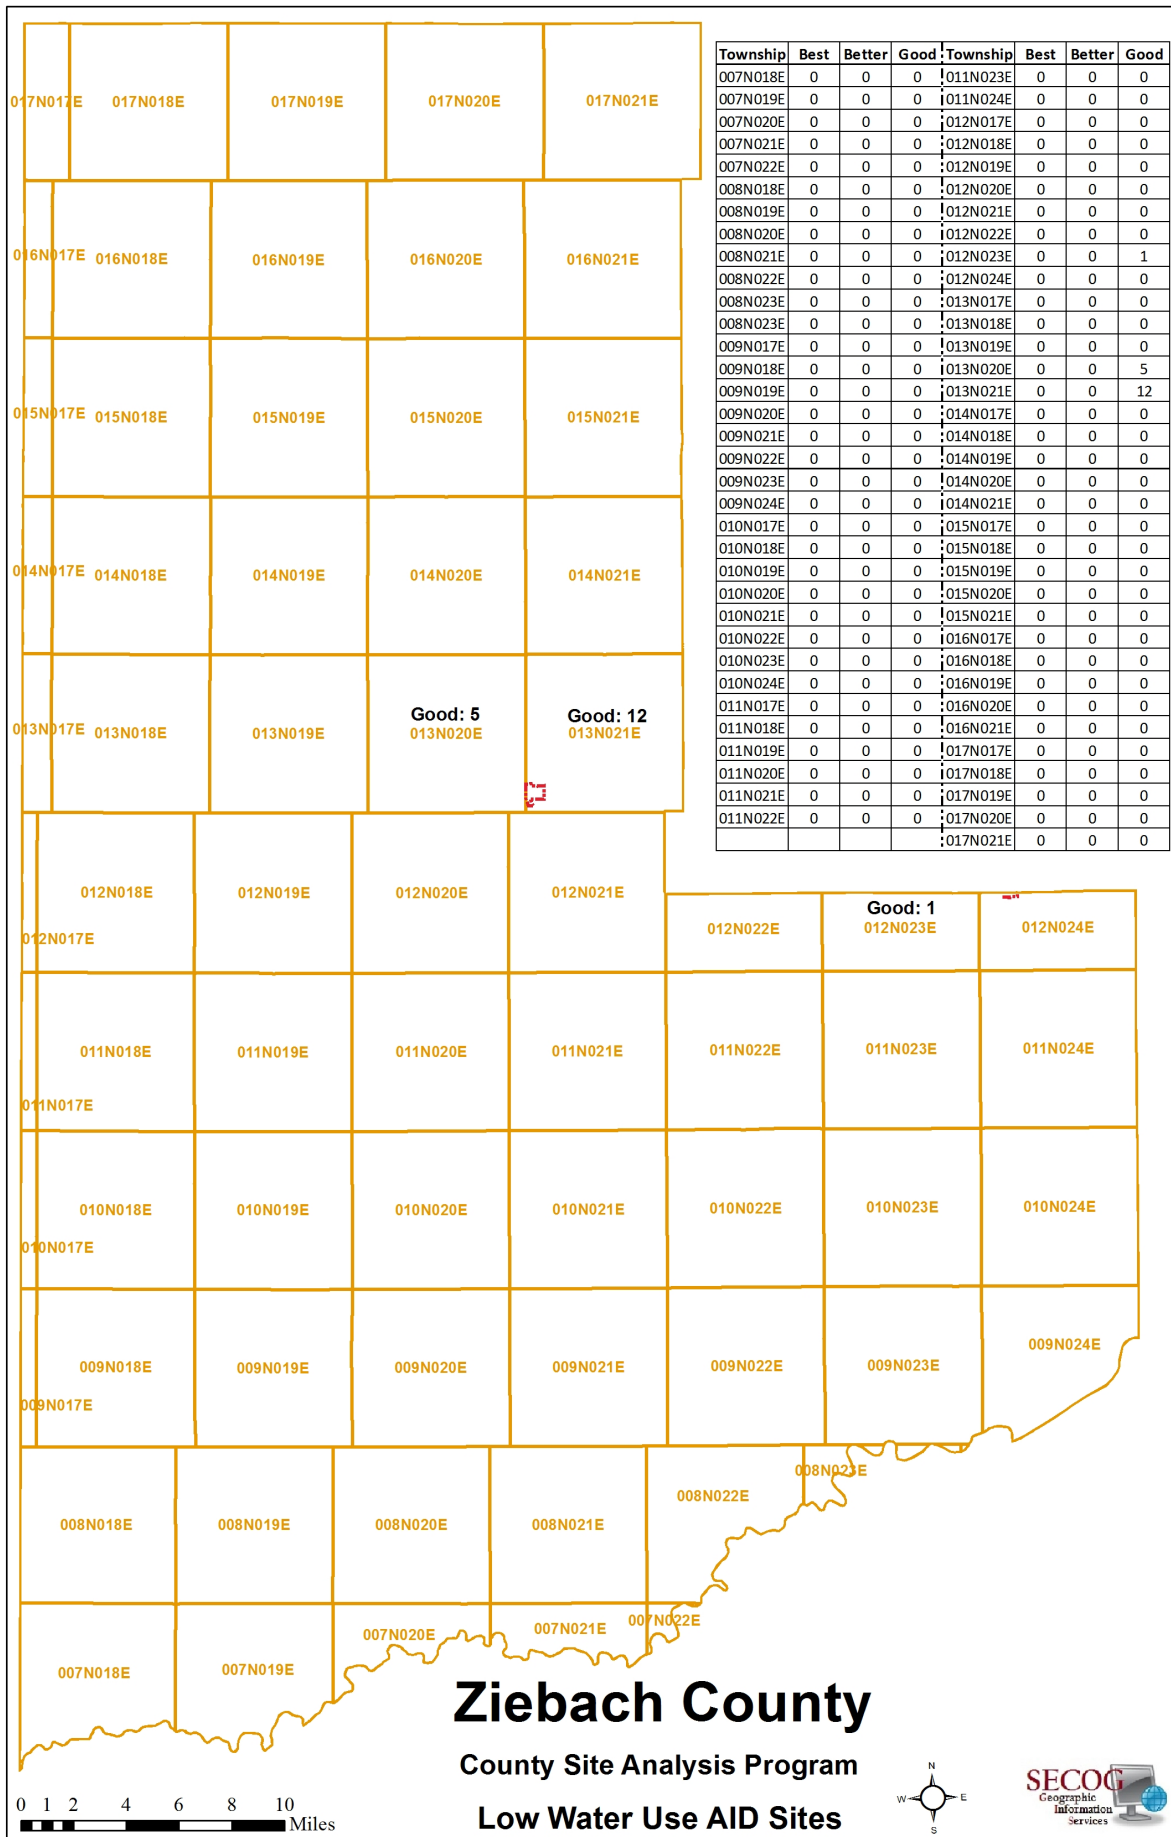 Township Best Better Good Township Best Better Good
007N018E 0 0 0 011N023E 0 0 0
007N019E 0 0 0 011N024E 0 0 0
007N020E 0 0 0 012N017E 0 0 0
007N021E 0 0 0 012N018E 0 0 0
007N022E 0 0 0 012N019E 0 0 0
008N018E 0 0 0 012N020E 0 0 0
008N019E 0 0 0 012N021E 0 0 0
008N020E 0 0 0 012N022E 0 0 0
008N021E 0 0 0 012N023E 0 0 1
008N022E 0 0 0 012N024E 0 0 0
008N023E 0 0 0 013N017E 0 0 0
008N023E 0 0 0 013N018E 0 0 0
009N017E 0 0 0 013N019E 0 0 0
009N018E 0 0 0 013N020E 0 0 5
009N019E 0 0 0 013N021E 0 0 12
009N020E 0 0 0 014N017E 0 0 0
009N021E 0 0 0 014N018E 0 0 0
009N022E 0 0 0 014N019E 0 0 0
009N023E 0 0 0 014N020E 0 0 0
009N024E 0 0 0 014N021E 0 0 0
010N017E 0 0 0 015N017E 0 0 0
010N018E 0 0 0 015N018E 0 0 0
010N019E 0 0 0 015N019E 0 0 0
010N020E 0 0 0 015N020E 0 0 0
010N021E 0 0 0 015N021E 0 0 0
010N022E 0 0 0 016N017E 0 0 0
010N023E 0 0 0 016N018E 0 0 0
010N024E 0 0 0 016N019E 0 0 0
011N017E 0 0 0 016N020E 0 0 0
011N018E 0 0 0 016N021E 0 0 0
011N019E 0 0 0 017N017E 0 0 0
011N020E 0 0 0 017N018E 0 0 0
011N021E 0 0 0 017N019E 0 0 0
011N022E 0 0 0 017N020E 0 0 0
017N021E 0 0 0
017N017E 017N018E 017N019E 017N020E 017N021E
016N017E 016N018E 016N019E 016N020E 016N021E
015N017E 015N018E 015N019E 015N020E 015N021E
014N017E 014N018E 014N019E 014N020E 014N021E
Good: 5 Good: 12
013N017E 013N018E 013N019E 013N020E 013N021E
012N018E 012N019E 012N020E 012N021E
Good: 1
012N022E 012N023E 012N024E
012N017E
011N018E 011N019E 011N020E 011N021E 011N022E 011N023E 011N024E
011N017E
010N018E 010N019E 010N020E 010N021E 010N022E 010N023E 010N024E
010N017E
009N024E
009N018E 009N019E 009N020E 009N021E 009N022E 009N023E
009N017E
008N023E
008N022E
008N018E 008N019E 008N020E 008N021E
007N022E
007N020E 007N021E
007N018E 007N019E
Ziebach County
County Site Analysis Program
Low Water Use AID Sites
0 1 2 4 6 8 10
Miles
N
W E
S
SECOG
Geographic
Information
Services